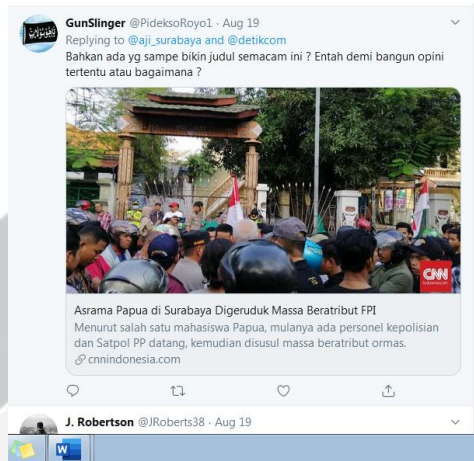 GunSlinger @PideksoRoyo1 · Aug 19
Replying to @aji_surabaya and @detikcom
Bahkan ada yg sampe bikin judul semacam ini ? Entah demi bangun opini
tertentu atau bagaimana ?
CNN
Indonesia.com
Asrama Papua di Surabaya Digeruduk Massa Beratribut FPI
Menurut salah satu mahasiswa Papua, mulanya ada personel kepolisian
dan Satpol PP datang, kemudian disusul massa beratribut ormas.
cnnindonesia.com
J. Robertson @JRoberts38 · Aug 19
W